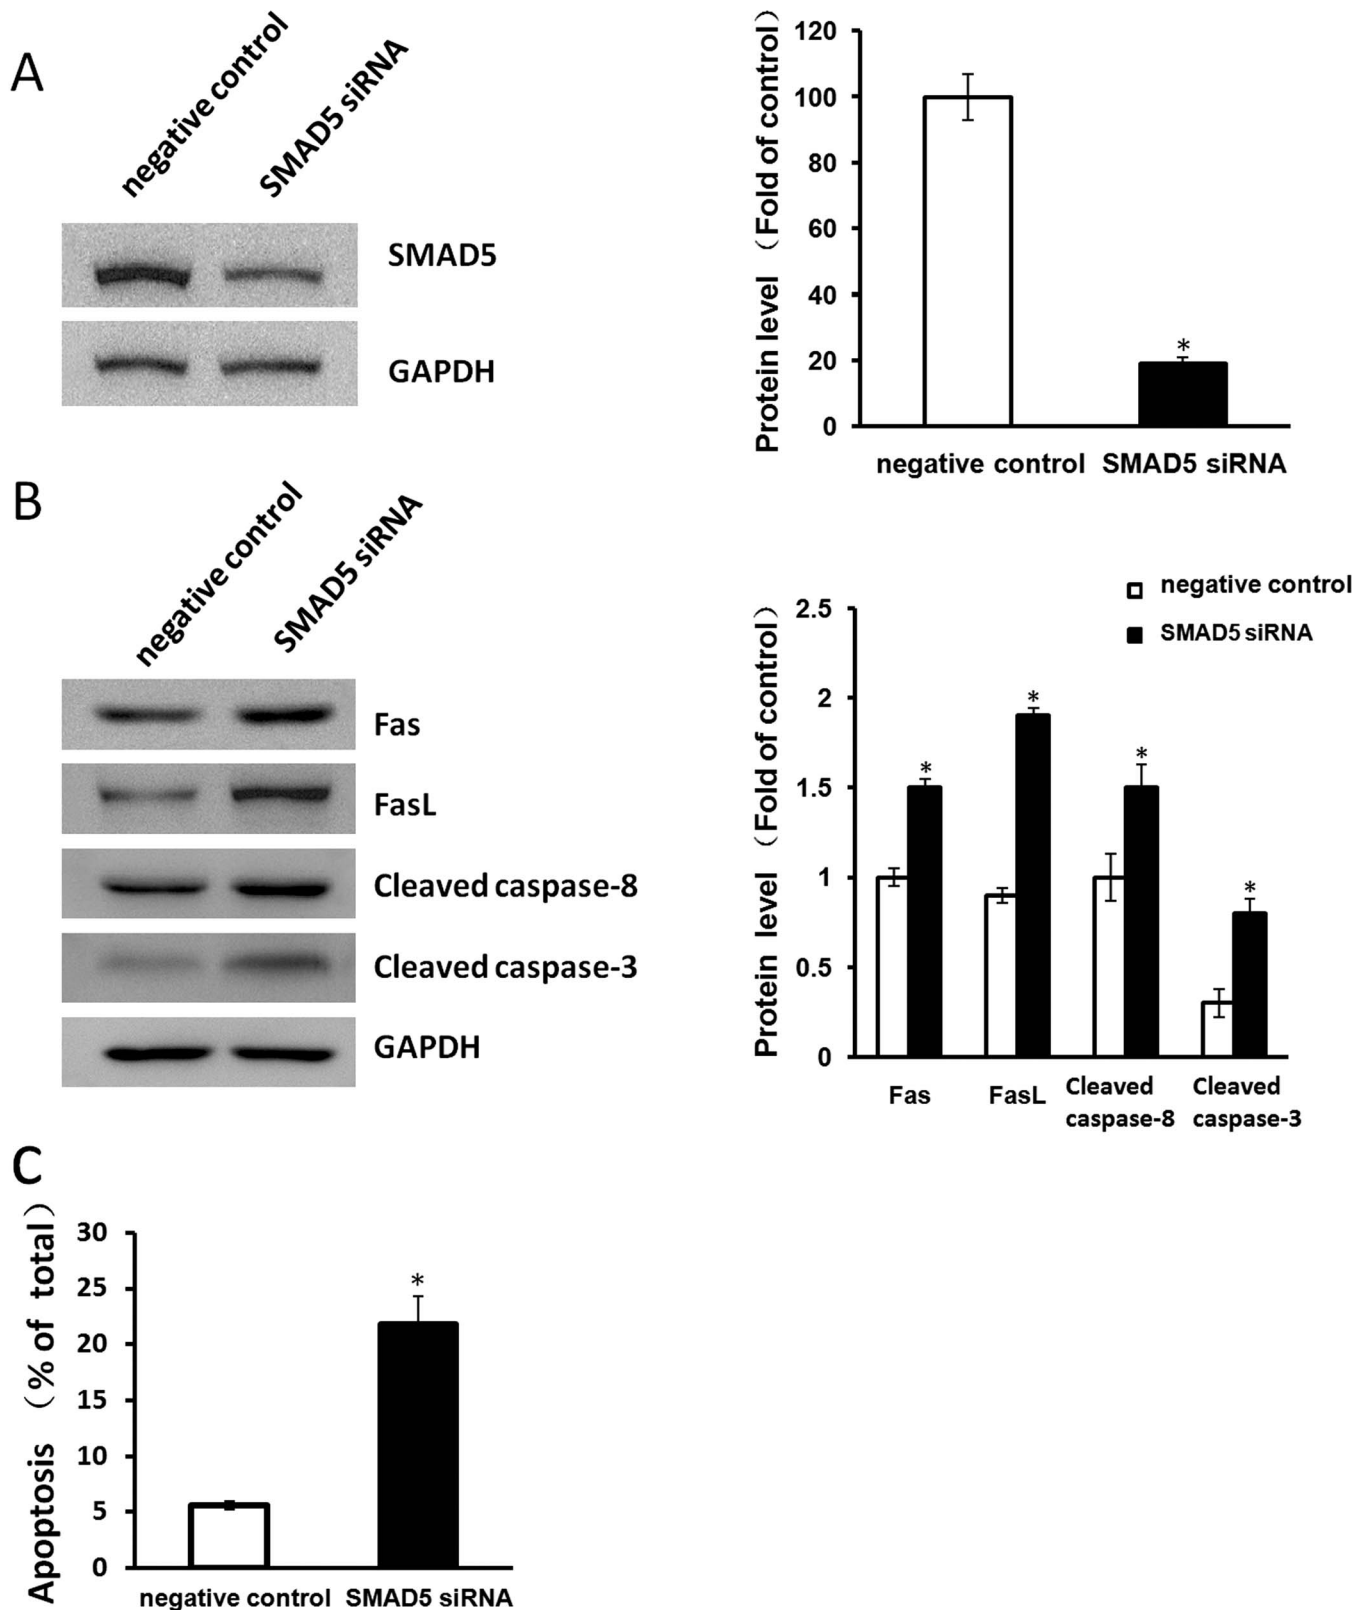 A
negative control
SMAD5 siRNA
SMAD5
GAPDH
Protein level（Fold of control）
120
100
80
60
40
20
0
*
negative control
SMAD5 siRNA
B
negative control
SMAD5 siRNA
Fas
FasL
Cleaved caspase-8
Cleaved caspase-3
GAPDH
Protein level（Fold of control）
2.5
2
1.5
1
0.5
0
negative control
SMAD5 siRNA
*
*
*
*
Fas
FasL
Cleaved
caspase-8
Cleaved
caspase-3
C
Apoptosis（% of total）
30
25
20
15
10
5
0
*
negative control
SMAD5 siRNA